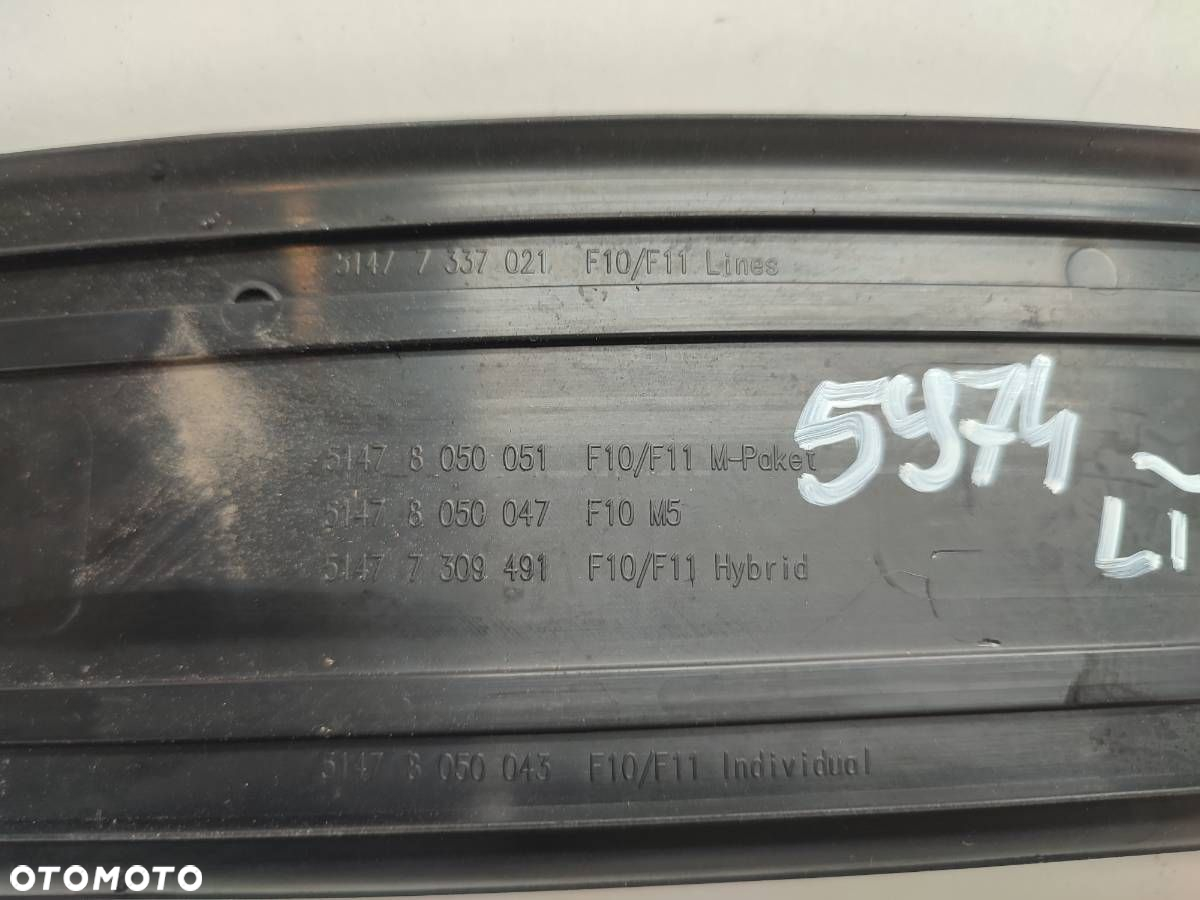 5147 7 337 021 F10/F11 Lines
5147 8 050 051 F10/F11 M-Paket
5147 8 050 047 F10 M5
5147 7 309 491 F10/F11 Hybrid
5974
5147 8 050 043 F10/F11 Individual
OTOMOTO